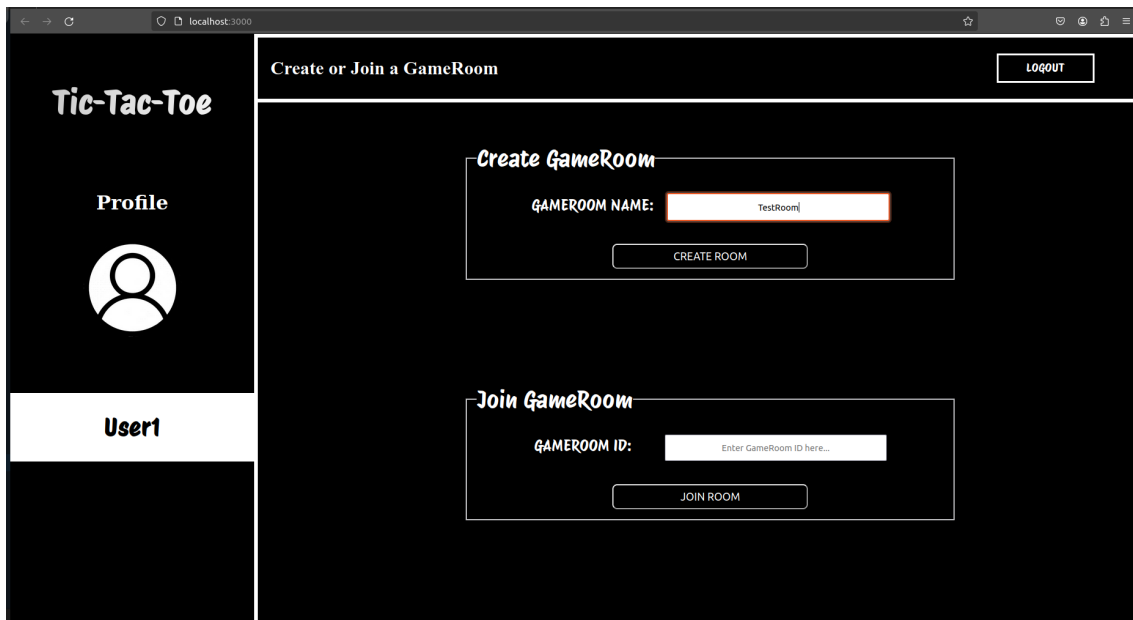 localhost:3000
Tic-Tac-Toe
Profile
User1
Create or Join a GameRoom
LOGOUT
Create GameRoom
GAMEROOM NAME: TestRoom
CREATE ROOM
Join GameRoom
GAMEROOM ID: Enter GameRoom ID here...
JOIN ROOM